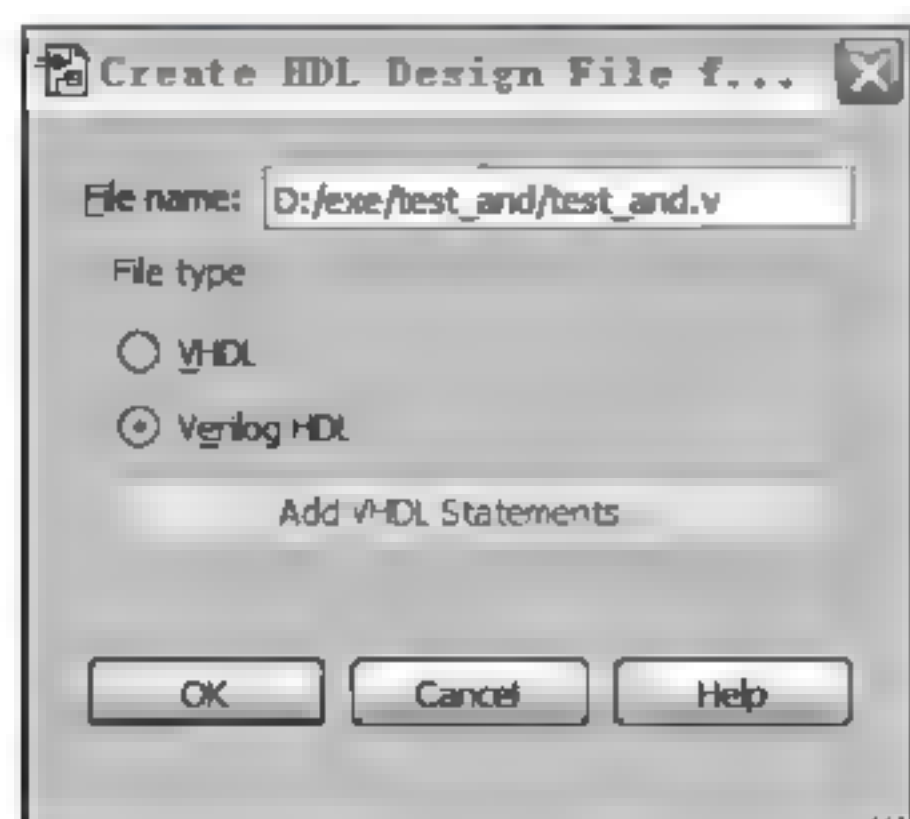 Create HDL Design File f...
File name: D:/exe/test_and/test_and.v
File type
VHDL
Verilog HDL
Add VHDL Statements
OK Cancel Help